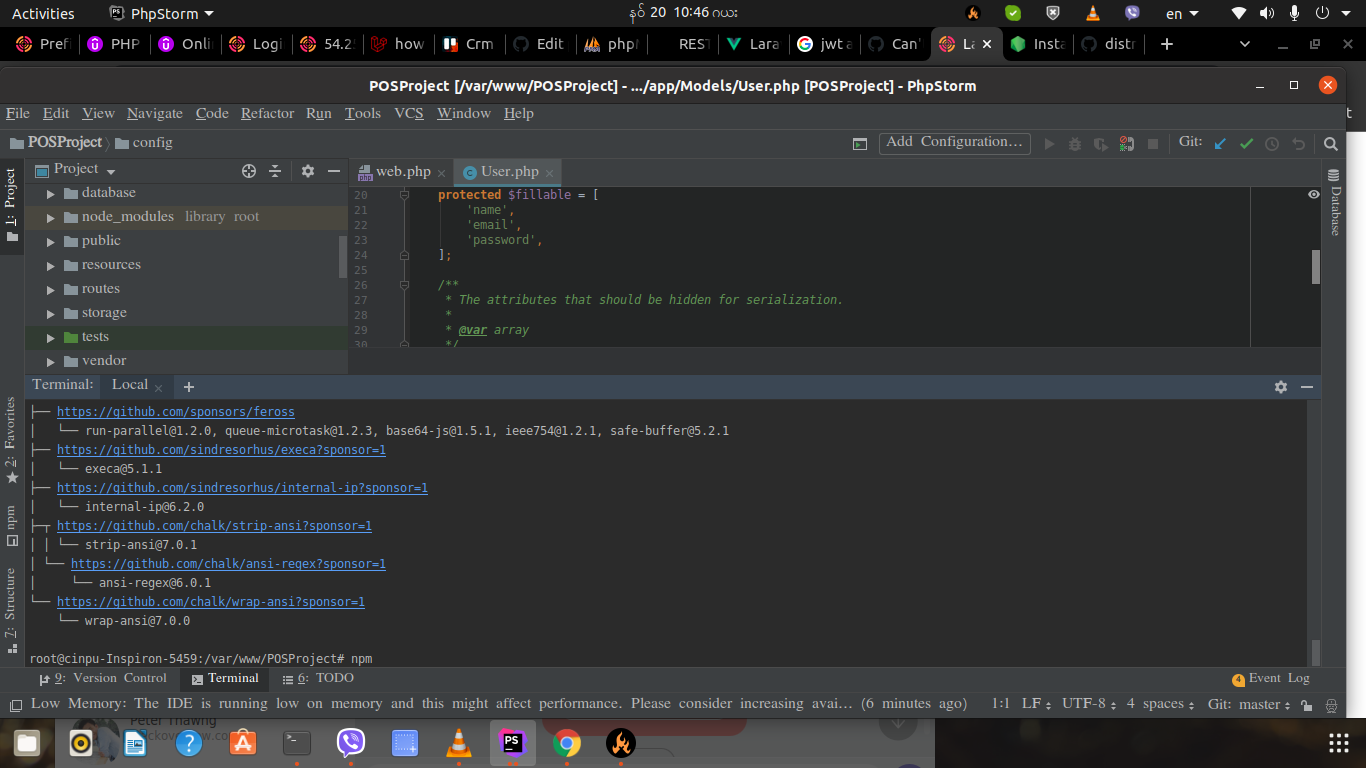 Activities PhpStorm နိုဝ် 20 10:46 ဂယး en
Pref PHP Onli Logi 54.25 how Crm Edit phpM REST Lara jwt a Can' La Insta distr
POSProject [/var/www/POSProject] - .../app/Models/User.php [POSProject] - PhpStorm
File Edit View Navigate Code Refactor Run Tools VCS Window Help
POSProject config Add Configuration... Git:
Project web.php User.php
1: Project
2: Favorites
npm
7: Structure
Database
database
node_modules library root
public
resources
routes
storage
tests
vendor
20 protected $fillable = [
21 'name',
22 'email',
23 'password',
24 ];
25
26 /**
27 * The attributes that should be hidden for serialization.
28 *
29 * @var array
30 */
Terminal: Local +
├── https://github.com/sponsors/feross
│   └── run-parallel@1.2.0, queue-microtask@1.2.3, base64-js@1.5.1, ieee754@1.2.1, safe-buffer@5.2.1
├── https://github.com/sindresorhus/execa?sponsor=1
│   └── execa@5.1.1
├── https://github.com/sindresorhus/internal-ip?sponsor=1
│   └── internal-ip@6.2.0
├─┬ https://github.com/chalk/strip-ansi?sponsor=1
│ │ └── strip-ansi@7.0.1
│ └── https://github.com/chalk/ansi-regex?sponsor=1
│     └── ansi-regex@6.0.1
└── https://github.com/chalk/wrap-ansi?sponsor=1
    └── wrap-ansi@7.0.0
root@cinpu-Inspiron-5459:/var/www/POSProject# npm
9: Version Control Terminal 6: TODO 4 Event Log
Low Memory: The IDE is running low on memory and this might affect performance. Please consider increasing avai... (6 minutes ago) 1:1 LF UTF-8 4 spaces Git: master
Peter Thawng
PS